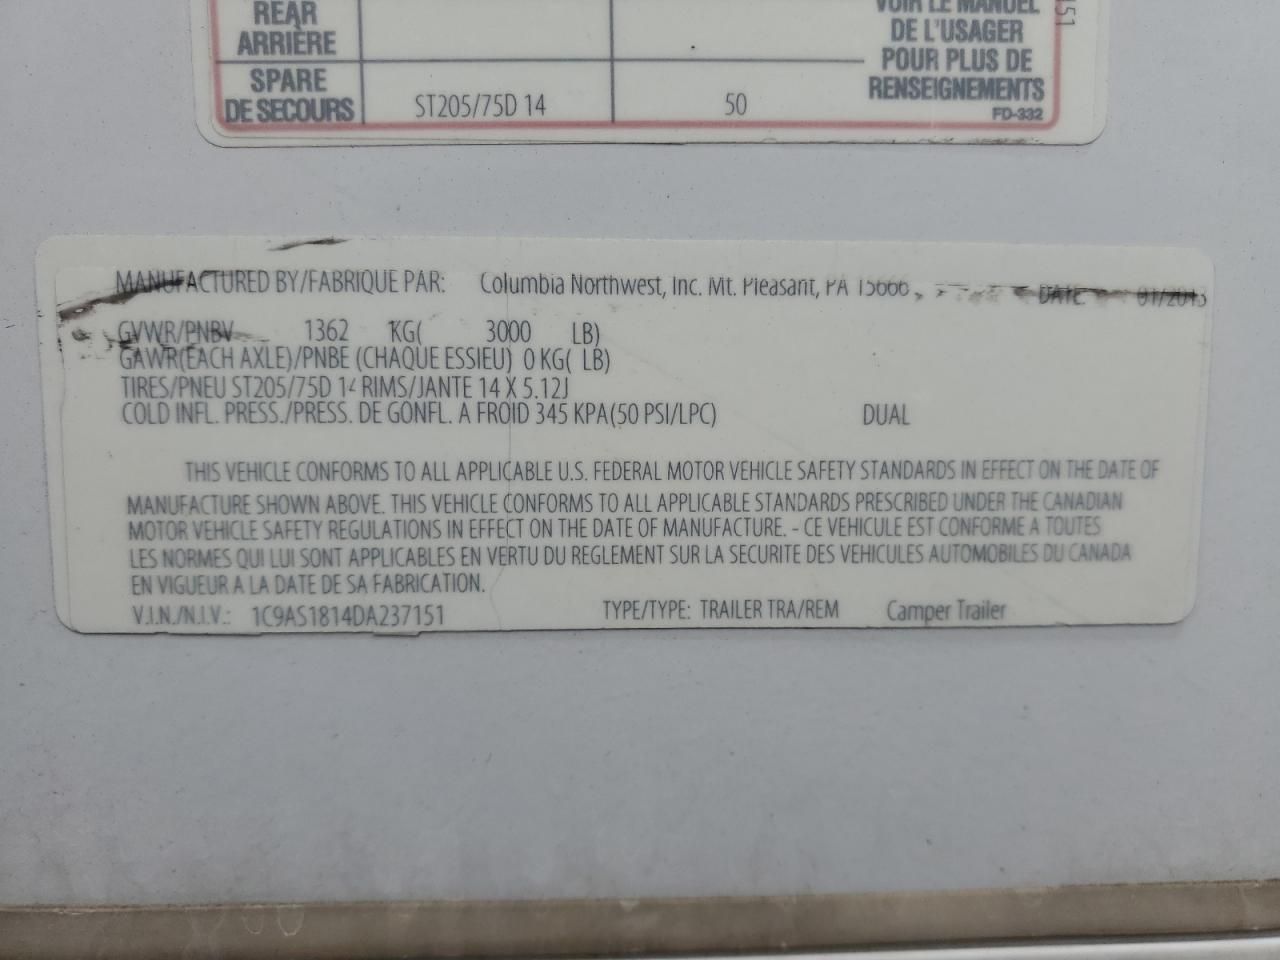 REAR
ARRIÈRE
VOIR LE MANUEL
DE L'USAGER
POUR PLUS DE
RENSEIGNEMENTS
SPARE
DE SECOURS
ST205/75D 14
50
FD-332
151
MANUFACTURED BY/FABRIQUE PAR: Columbia Northwest, Inc. Mt. Pleasant, PA 15666 DATE 01/2013
GVWR/PNBV 1362 KG( 3000 LB)
GAWR(EACH AXLE)/PNBE (CHAQUE ESSIEU) 0 KG( LB)
TIRES/PNEU ST205/75D 14 RIMS/JANTE 14 X 5.12J
COLD INFL. PRESS./PRESS. DE GONFL. A FROID 345 KPA(50 PSI/LPC) DUAL
THIS VEHICLE CONFORMS TO ALL APPLICABLE U.S. FEDERAL MOTOR VEHICLE SAFETY STANDARDS IN EFFECT ON THE DATE OF
MANUFACTURE SHOWN ABOVE. THIS VEHICLE CONFORMS TO ALL APPLICABLE STANDARDS PRESCRIBED UNDER THE CANADIAN
MOTOR VEHICLE SAFETY REGULATIONS IN EFFECT ON THE DATE OF MANUFACTURE. - CE VEHICULE EST CONFORME A TOUTES
LES NORMES QUI LUI SONT APPLICABLES EN VERTU DU REGLEMENT SUR LA SECURITE DES VEHICULES AUTOMOBILES DU CANADA
EN VIGUEUR A LA DATE DE SA FABRICATION.
V.I.N./N.I.V.: 1C9AS1814DA237151 TYPE/TYPE: TRAILER TRA/REM Camper Trailer